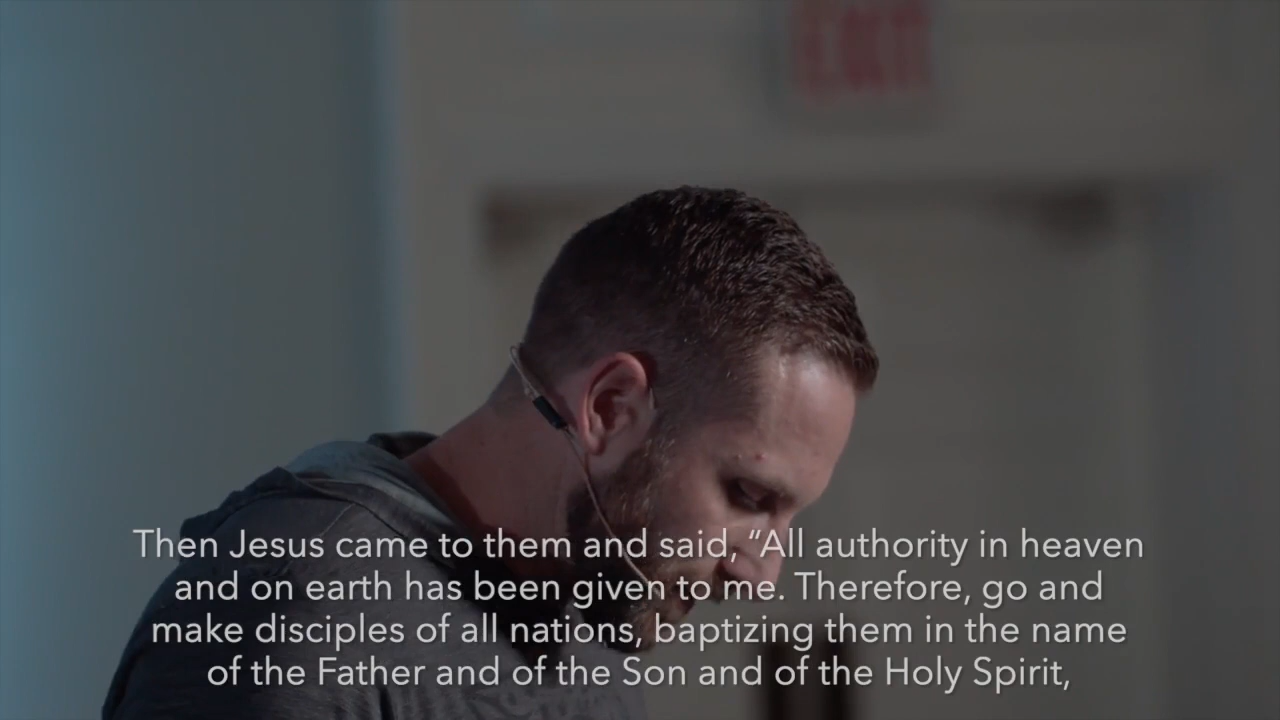 EXIT
Then Jesus came to them and said, “All authority in heaven
and on earth has been given to me. Therefore, go and
make disciples of all nations, baptizing them in the name
of the Father and of the Son and of the Holy Spirit,